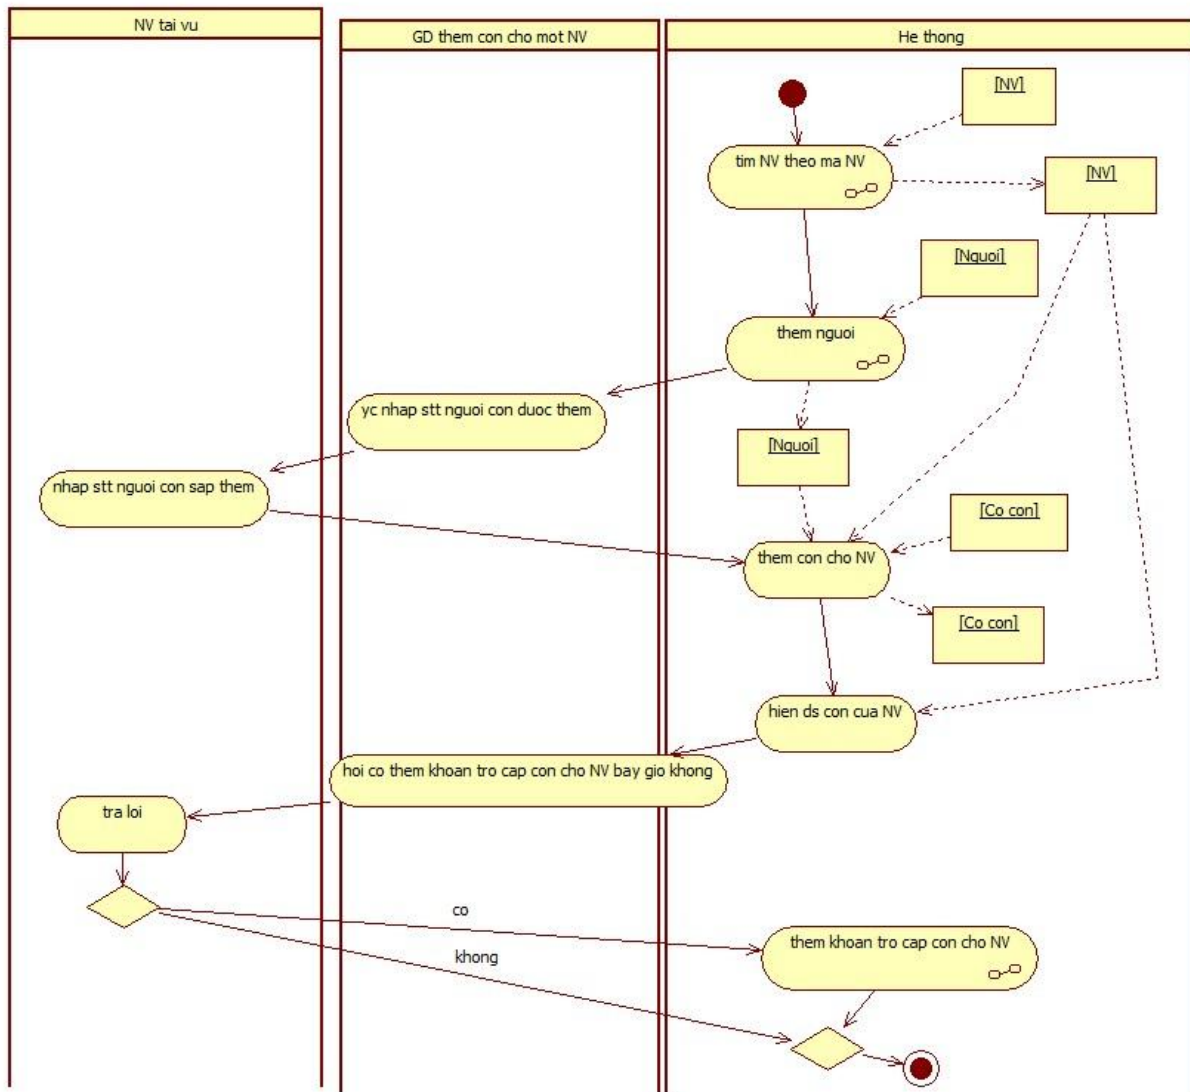 NV tai vu
GD them con cho mot NV
He thong
[NV]
tim NV theo ma NV
[NV]
[Nguoi]
them nguoi
yc nhap stt nguoi con duoc them
[Nguoi]
nhap stt nguoi con sap them
[Co con]
them con cho NV
[Co con]
hien ds con cua NV
hoi co them khoan tro cap con cho NV bay gio khong
tra loi
co
them khoan tro cap con cho NV
khong